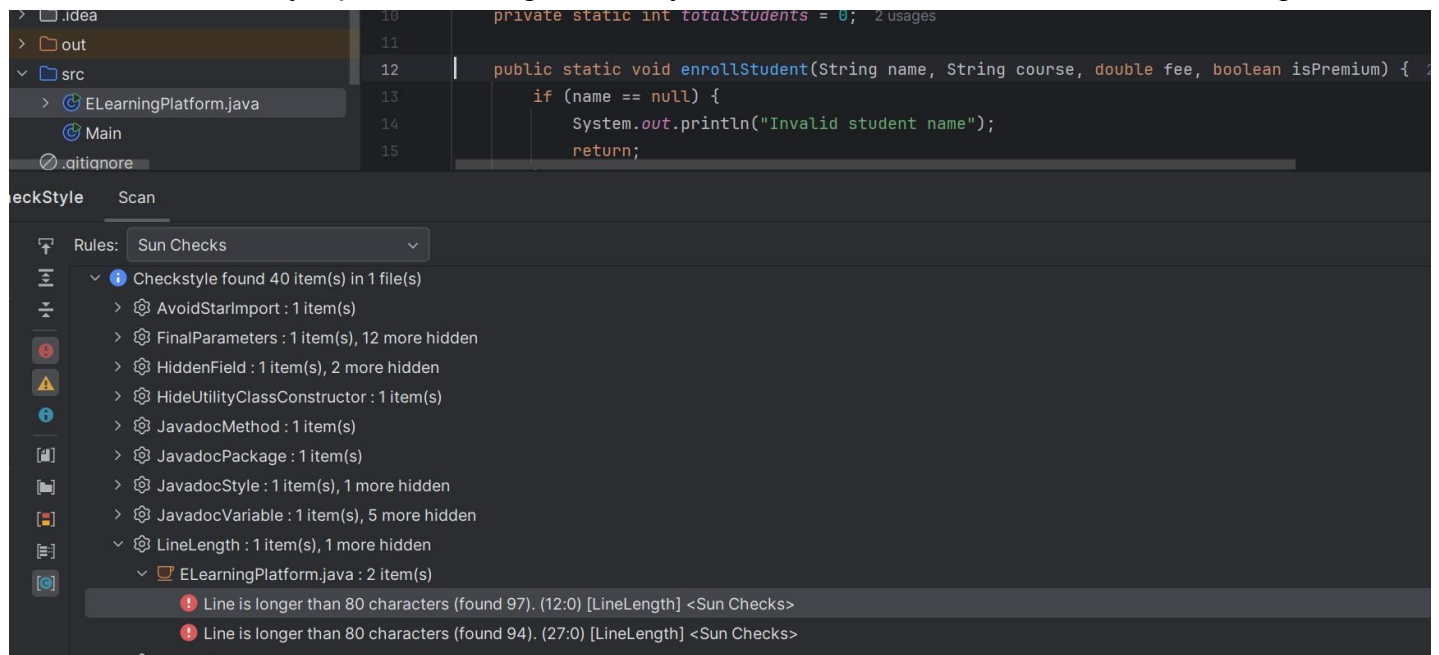 .idea
out
src
ELearningPlatform.java
Main
.gitignore
10 private static int totalStudents = 0; 2 usages
11
12 public static void enrollStudent(String name, String course, double fee, boolean isPremium) { 2
13 if (name == null) {
14 System.out.println("Invalid student name");
15 return;
eckStyle Scan
Rules: Sun Checks
Checkstyle found 40 item(s) in 1 file(s)
AvoidStarImport : 1 item(s)
FinalParameters : 1 item(s), 12 more hidden
HiddenField : 1 item(s), 2 more hidden
HideUtilityClassConstructor : 1 item(s)
JavadocMethod : 1 item(s)
JavadocPackage : 1 item(s)
JavadocStyle : 1 item(s), 1 more hidden
JavadocVariable : 1 item(s), 5 more hidden
LineLength : 1 item(s), 1 more hidden
ELearningPlatform.java : 2 item(s)
Line is longer than 80 characters (found 97). (12:0) [LineLength] <Sun Checks>
Line is longer than 80 characters (found 94). (27:0) [LineLength] <Sun Checks>